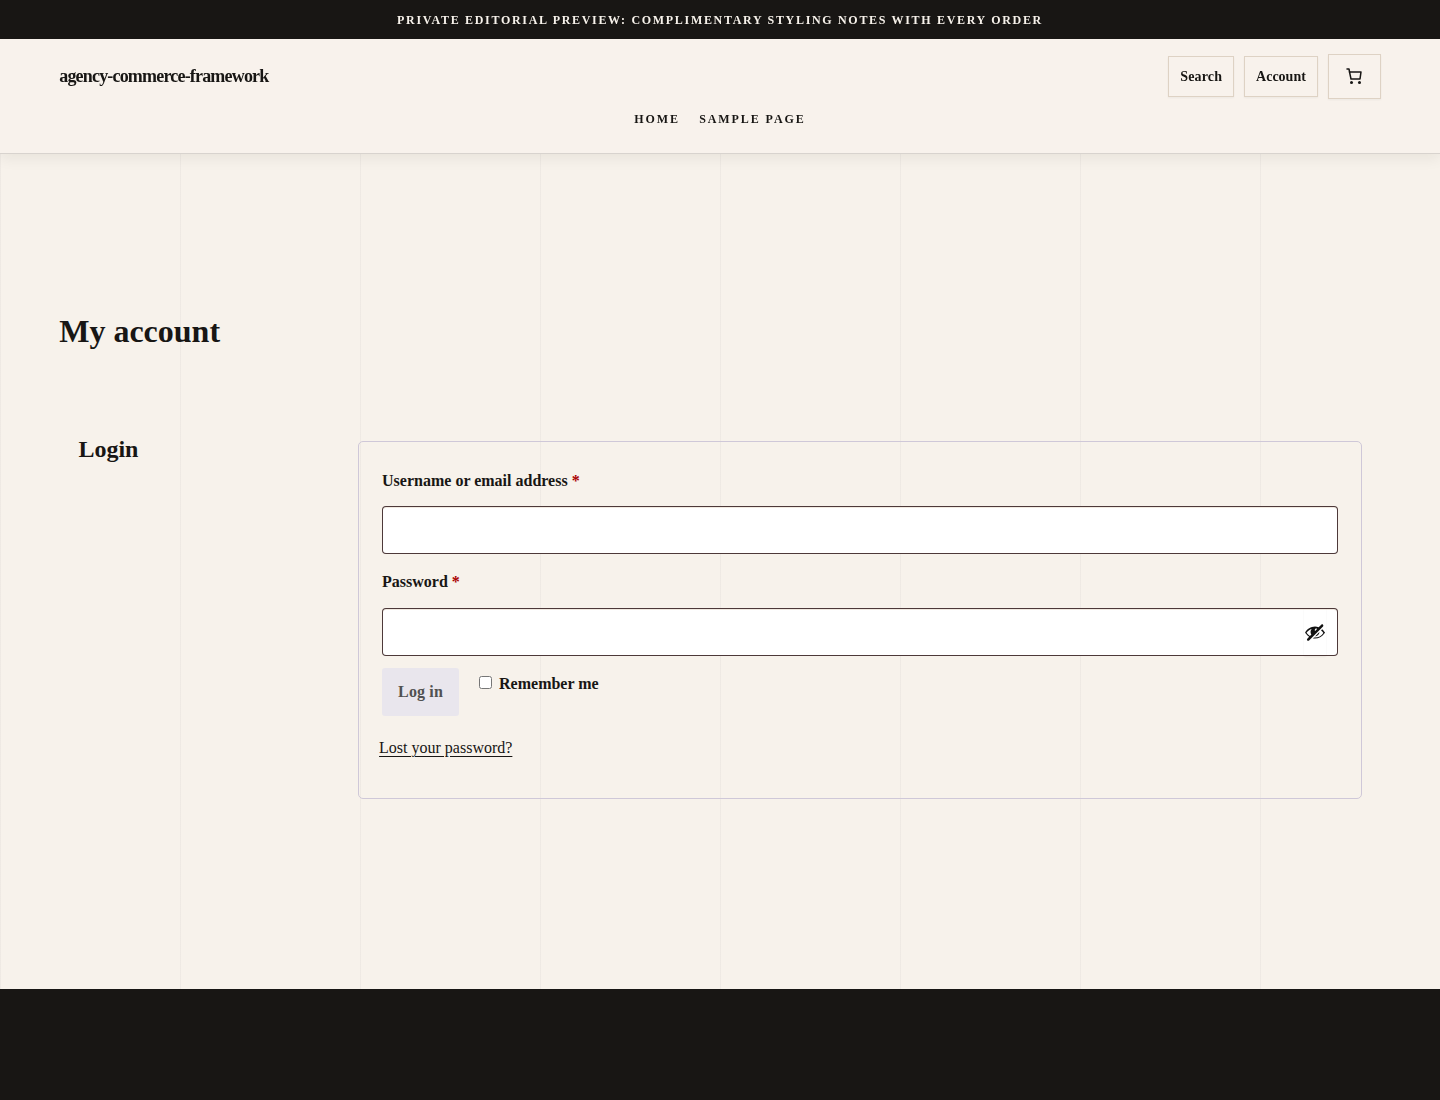 PRIVATE EDITORIAL PREVIEW: COMPLIMENTARY STYLING NOTES WITH EVERY ORDER
agency-commerce-framework
Search
Account
HOME
SAMPLE PAGE
My account
Login
Username or email address *
Password *
Log in
Remember me
Lost your password?